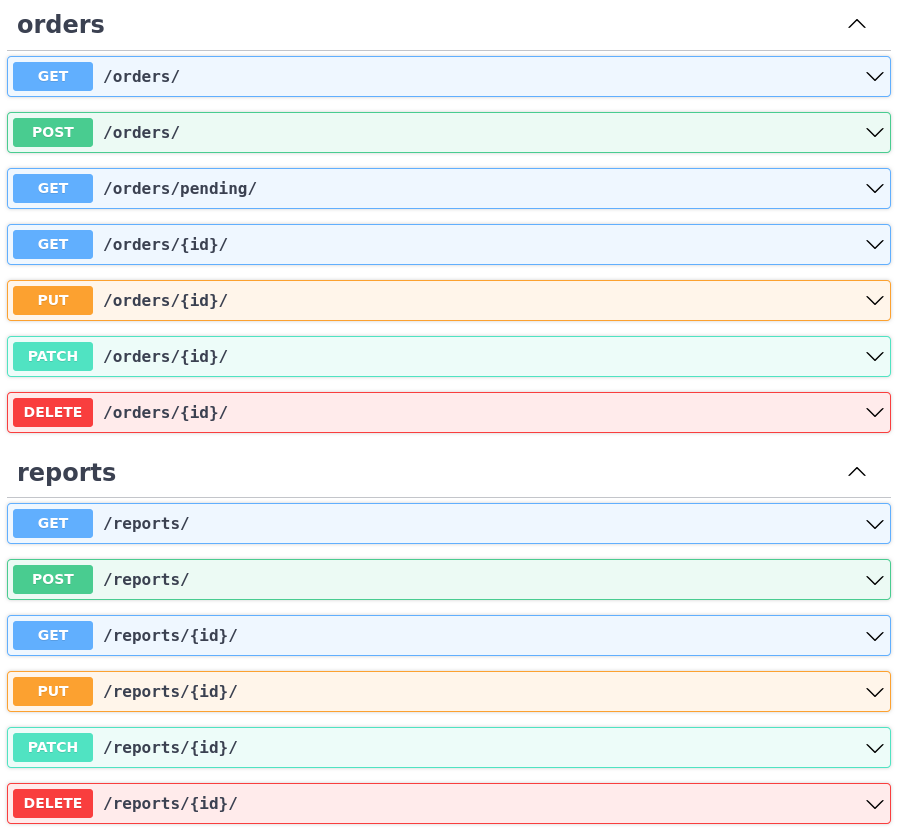 orders
GET /orders/
POST /orders/
GET /orders/pending/
GET /orders/{id}/
PUT /orders/{id}/
PATCH /orders/{id}/
DELETE /orders/{id}/
reports
GET /reports/
POST /reports/
GET /reports/{id}/
PUT /reports/{id}/
PATCH /reports/{id}/
DELETE /reports/{id}/